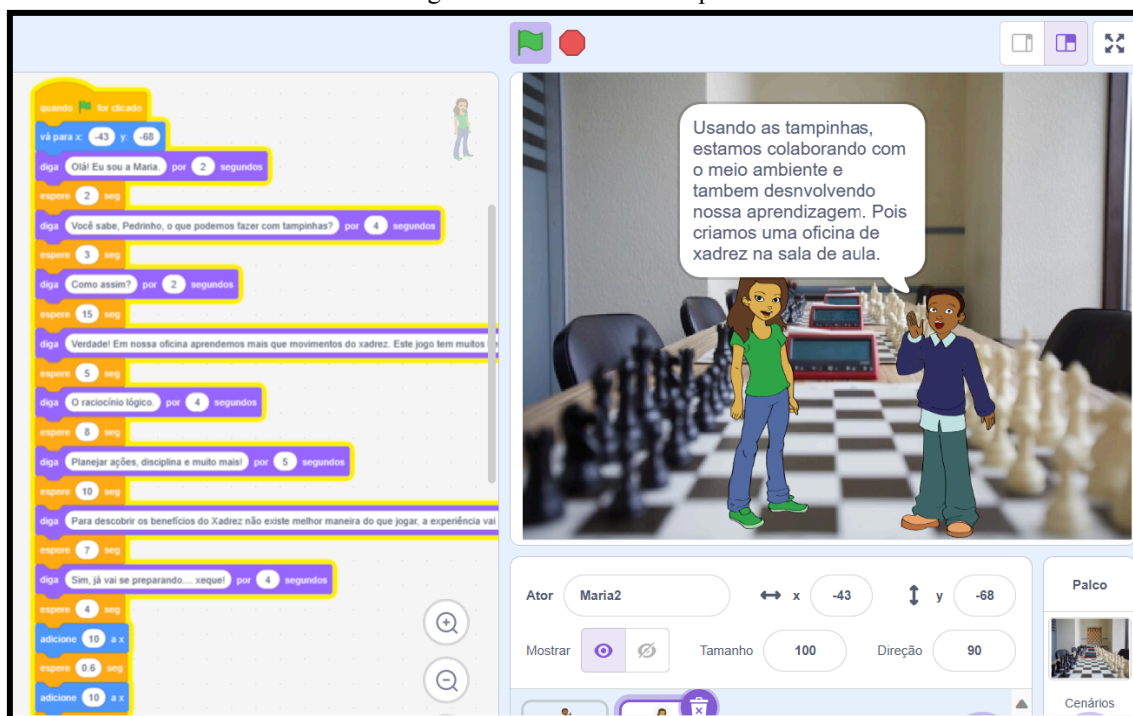 quando for clicado
vá para x: -43 y: -68
diga Olá! Eu sou a Maria. por 2 segundos
espere 2 seg
diga Você sabe, Pedrinho, o que podemos fazer com tampinhas? por 4 segundos
espere 3 seg
diga Como assim? por 2 segundos
espere 15 seg
diga Verdade! Em nossa oficina aprendemos mais que movimentos do xadrez. Este jogo tem muitos
espere 5 seg
diga O raciocínio lógico. por 4 segundos
espere 8 seg
diga Planejar ações, disciplina e muito mais! por 5 segundos
espere 10 seg
diga Para descobrir os benefícios do Xadrez não existe melhor maneira do que jogar, a experiência vai
espere 7 seg
diga Sim, já vai se preparando.... xeque! por 4 segundos
espere 4 seg
adicione 10 a x
espere 0.6 seg
adicione 10 a x
Usando as tampinhas,
estamos colaborando com
o meio ambiente e
tambem desnvolvendo
nossa aprendizagem. Pois
criamos uma oficina de
xadrez na sala de aula.
Ator Maria2 x -43 y -68
Mostrar Tamanho 100 Direção 90
Palco
Cenários